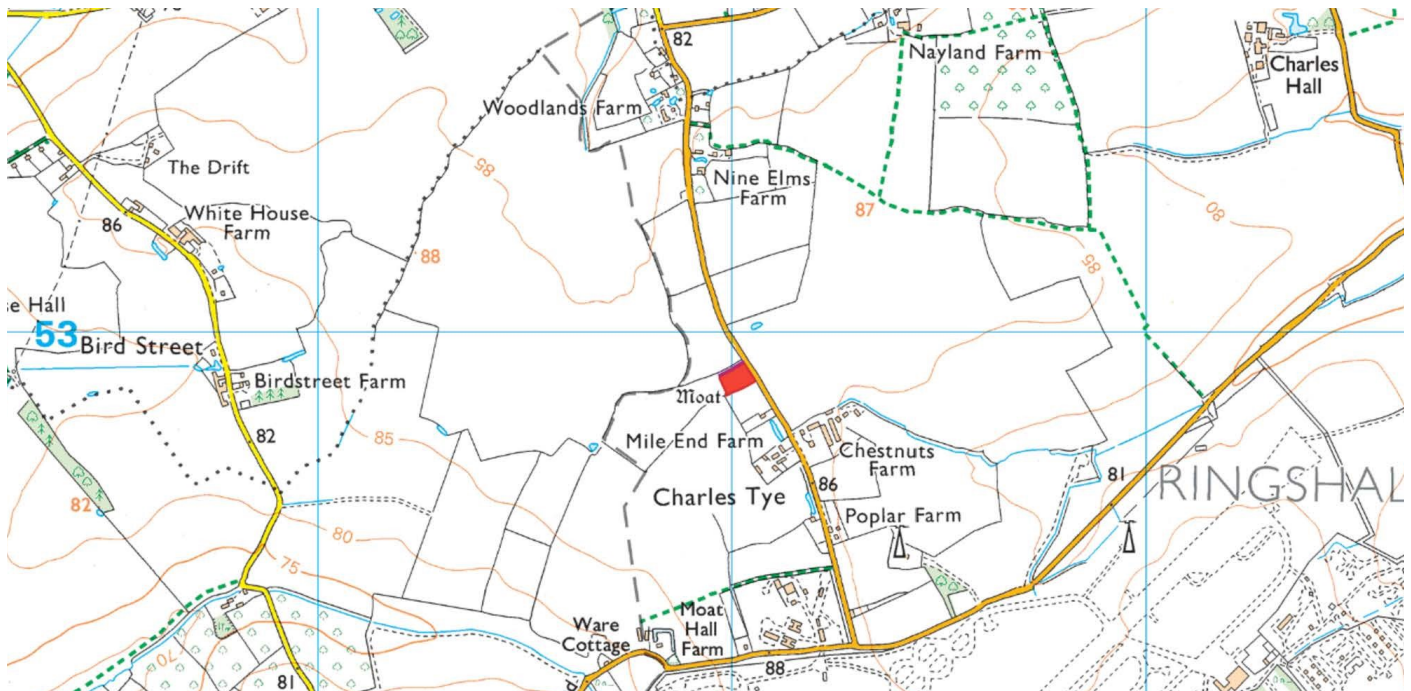 82
Nayland Farm
Charles
Hall
Woodlands Farm
The Drift
85
Nine Elms
Farm
White House
Farm
86
87
80
88
85
e Hall
53
Bird Street
Birdstreet Farm
Moat
82
85
Mile End Farm
Chestnuts
Farm
86
81
RINGSHAL
Charles Tye
Poplar Farm
82
80
75
Moat
Hall
Farm
Ware
Cottage
88
70
81